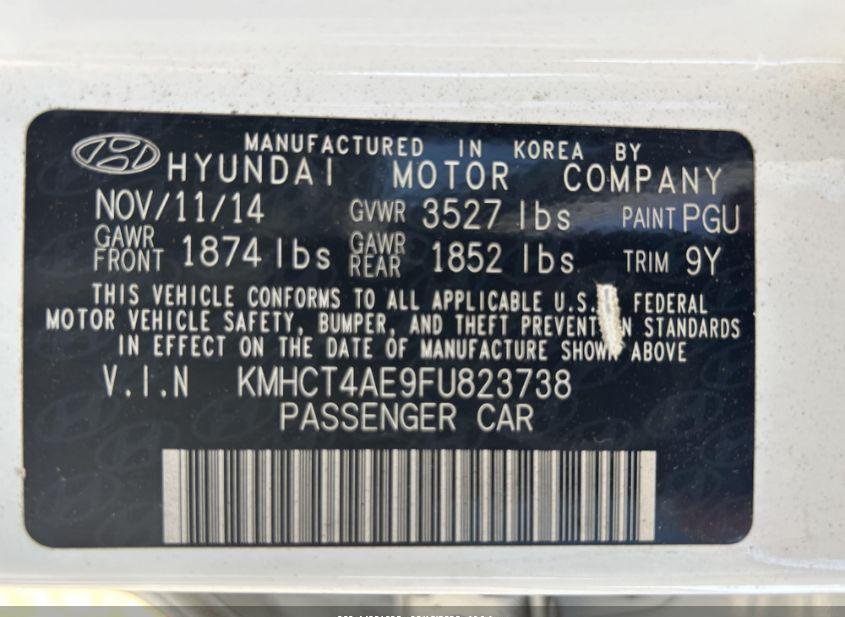 MANUFACTURED IN KOREA BY
HYUNDAI MOTOR COMPANY
NOV/11/14 GVWR 3527 lbs PAINT PGU
GAWR FRONT 1874 lbs GAWR REAR 1852 lbs TRIM 9Y
THIS VEHICLE CONFORMS TO ALL APPLICABLE U.S. FEDERAL
MOTOR VEHICLE SAFETY, BUMPER, AND THEFT PREVENT N STANDARDS
IN EFFECT ON THE DATE OF MANUFACTURE SHOWN ABOVE
V.I.N KMHCT4AE9FU823738
PASSENGER CAR